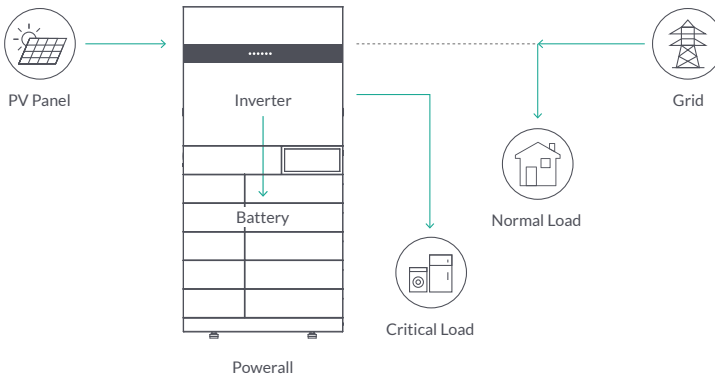 PV Panel
Inverter
Grid
Battery
Normal Load
Critical Load
Powerall